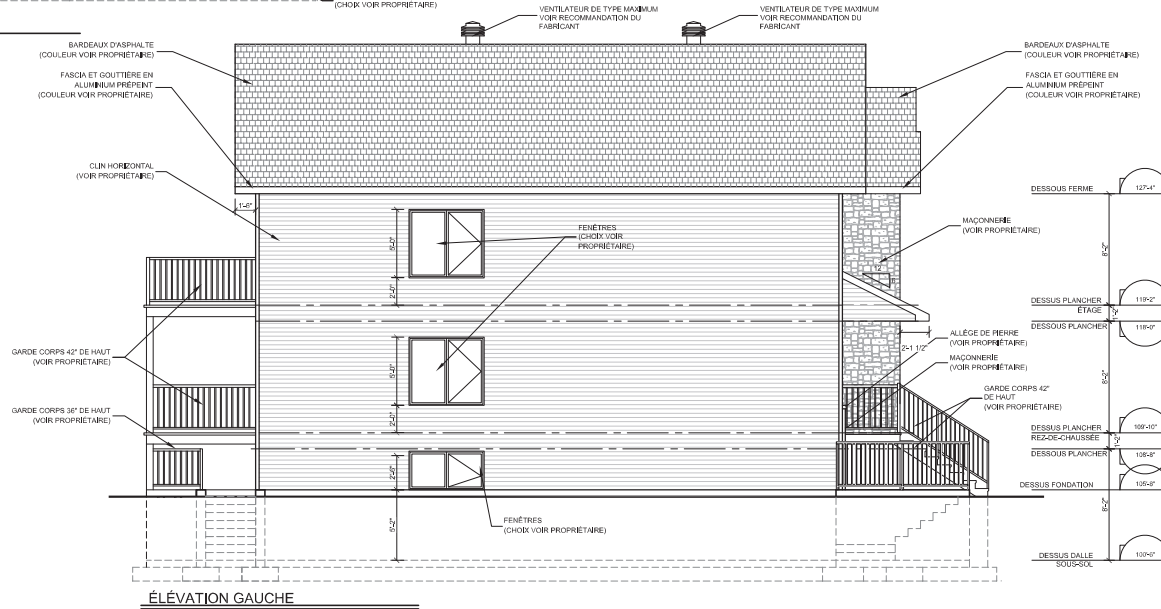 (CHOIX VOIR PROPRIÉTAIRE)
VENTILATEUR DE TYPE MAXIMUM
VOIR RECOMMANDATION DU
FABRICANT
VENTILATEUR DE TYPE MAXIMUM
VOIR RECOMMANDATION DU
FABRICANT
BARDEAUX D'ASPHALTE
(COULEUR VOIR PROPRIÉTAIRE)
FASCIA ET GOUTTIÈRE EN
ALUMINIUM PRÉPEINT
(COULEUR VOIR PROPRIÉTAIRE)
BARDEAUX D'ASPHALTE
(COULEUR VOIR PROPRIÉTAIRE)
FASCIA ET GOUTTIÈRE EN
ALUMINIUM PRÉPEINT
(COULEUR VOIR PROPRIÉTAIRE)
CLIN HORIZONTAL
(VOIR PROPRIÉTAIRE)
1'-6"
DESSOUS FERME
127'-4"
5'-0"
FENÊTRES
(CHOIX VOIR
PROPRIÉTAIRE)
MAÇONNERIE
(VOIR PROPRIÉTAIRE)
8'-2"
12
2'-0"
DESSUS PLANCHER
119'-2"
ÉTAGE
1'-2"
DESSOUS PLANCHER
118'-0"
ALLÈGE DE PIERRE
(VOIR PROPRIÉTAIRE)
2'-1 1/2"
MAÇONNERIE
(VOIR PROPRIÉTAIRE)
GARDE CORPS 42" DE HAUT
(VOIR PROPRIÉTAIRE)
5'-0"
8'-2"
GARDE CORPS 42"
DE HAUT
(VOIR PROPRIÉTAIRE)
GARDE CORPS 36" DE HAUT
(VOIR PROPRIÉTAIRE)
2'-0"
DESSUS PLANCHER
109'-10"
REZ-DE-CHAUSSÉE
1'-2"
DESSOUS PLANCHER
108'-8"
2'-6"
DESSUS FONDATION
8'-2"
FENÊTRES
(CHOIX VOIR PROPRIÉTAIRE)
5'-2"
DESSUS DALLE
100'-6"
SOUS-SOL
ÉLÉVATION GAUCHE